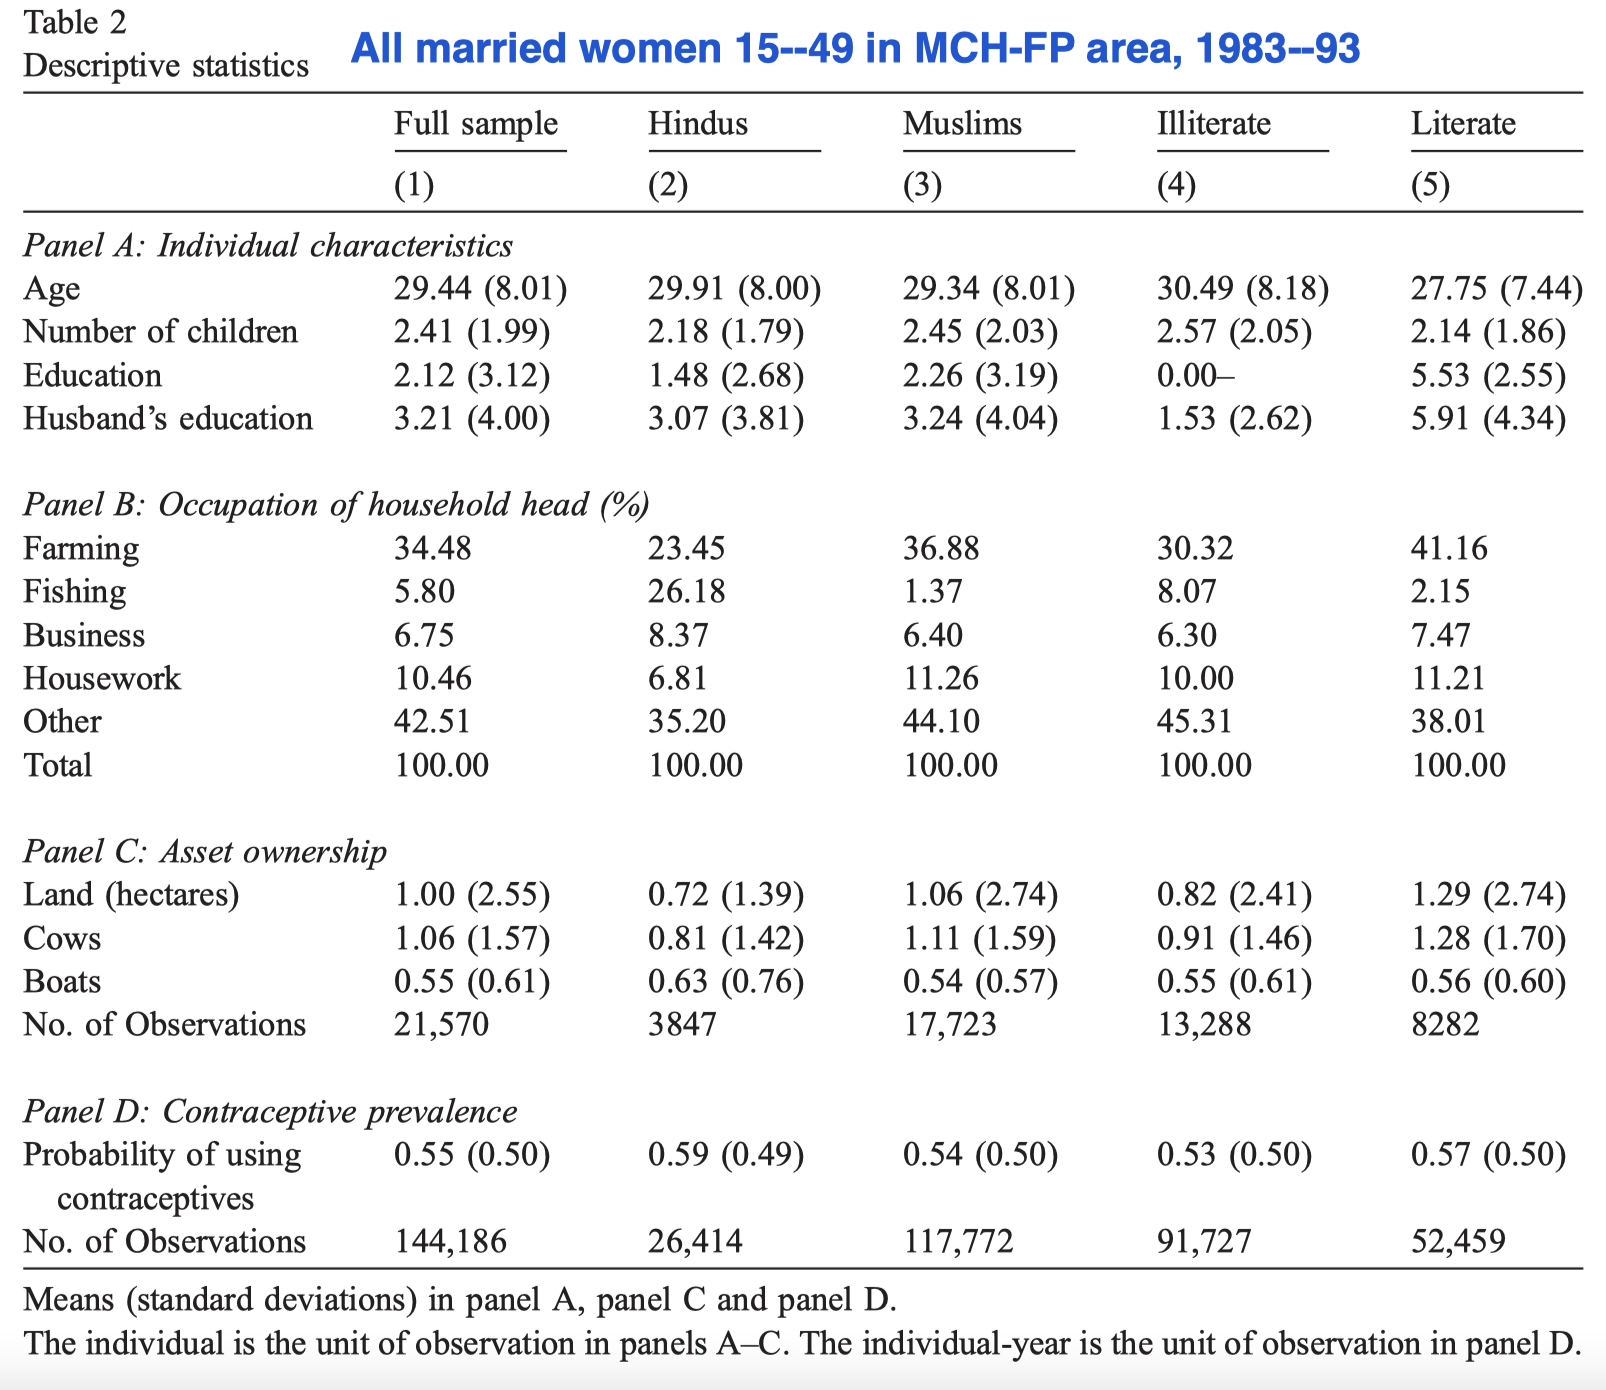 Table 2
Descriptive statistics All married women 15--49 in MCH-FP area, 1983--93
Full sample Hindus Muslims Illiterate Literate
(1) (2) (3) (4) (5)
Panel A: Individual characteristics
Age 29.44 (8.01) 29.91 (8.00) 29.34 (8.01) 30.49 (8.18) 27.75 (7.44)
Number of children 2.41 (1.99) 2.18 (1.79) 2.45 (2.03) 2.57 (2.05) 2.14 (1.86)
Education 2.12 (3.12) 1.48 (2.68) 2.26 (3.19) 0.00– 5.53 (2.55)
Husband’s education 3.21 (4.00) 3.07 (3.81) 3.24 (4.04) 1.53 (2.62) 5.91 (4.34)
Panel B: Occupation of household head (%)
Farming 34.48 23.45 36.88 30.32 41.16
Fishing 5.80 26.18 1.37 8.07 2.15
Business 6.75 8.37 6.40 6.30 7.47
Housework 10.46 6.81 11.26 10.00 11.21
Other 42.51 35.20 44.10 45.31 38.01
Total 100.00 100.00 100.00 100.00 100.00
Panel C: Asset ownership
Land (hectares) 1.00 (2.55) 0.72 (1.39) 1.06 (2.74) 0.82 (2.41) 1.29 (2.74)
Cows 1.06 (1.57) 0.81 (1.42) 1.11 (1.59) 0.91 (1.46) 1.28 (1.70)
Boats 0.55 (0.61) 0.63 (0.76) 0.54 (0.57) 0.55 (0.61) 0.56 (0.60)
No. of Observations 21,570 3847 17,723 13,288 8282
Panel D: Contraceptive prevalence
Probability of using 0.55 (0.50) 0.59 (0.49) 0.54 (0.50) 0.53 (0.50) 0.57 (0.50)
contraceptives
No. of Observations 144,186 26,414 117,772 91,727 52,459
Means (standard deviations) in panel A, panel C and panel D.
The individual is the unit of observation in panels A–C. The individual-year is the unit of observation in panel D.